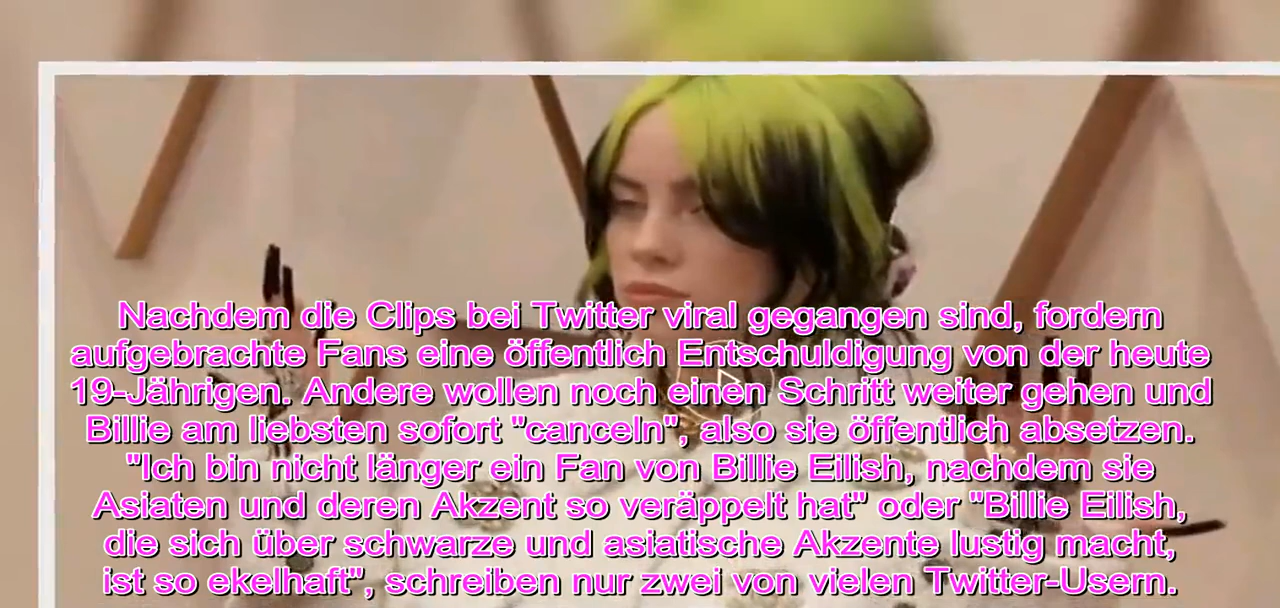 Nachdem die Clips bei Twitter viral gegangen sind, fordern
aufgebrachte Fans eine öffentlich Entschuldigung von der heute
19-Jährigen. Andere wollen noch einen Schritt weiter gehen und
Billie am liebsten sofort "canceln", also sie öffentlich absetzen.
"Ich bin nicht länger ein Fan von Billie Eilish, nachdem sie
Asiaten und deren Akzent so veräppelt hat" oder "Billie Eilish,
die sich über schwarze und asiatische Akzente lustig macht,
ist so ekelhaft", schreiben nur zwei von vielen Twitter-Usern.